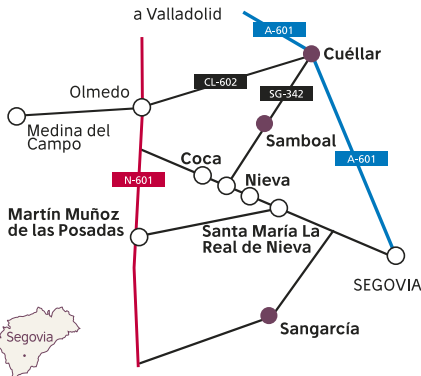 a Valladolid
A-601
Cuéllar
CL-602
Olmedo
SG-342
Medina del
Campo
Samboal
Coca
A-601
N-601
Nieva
Martín Muñoz
de las Posadas
Santa María La
Real de Nieva
SEGOVIA
Sangarcía
Segovia